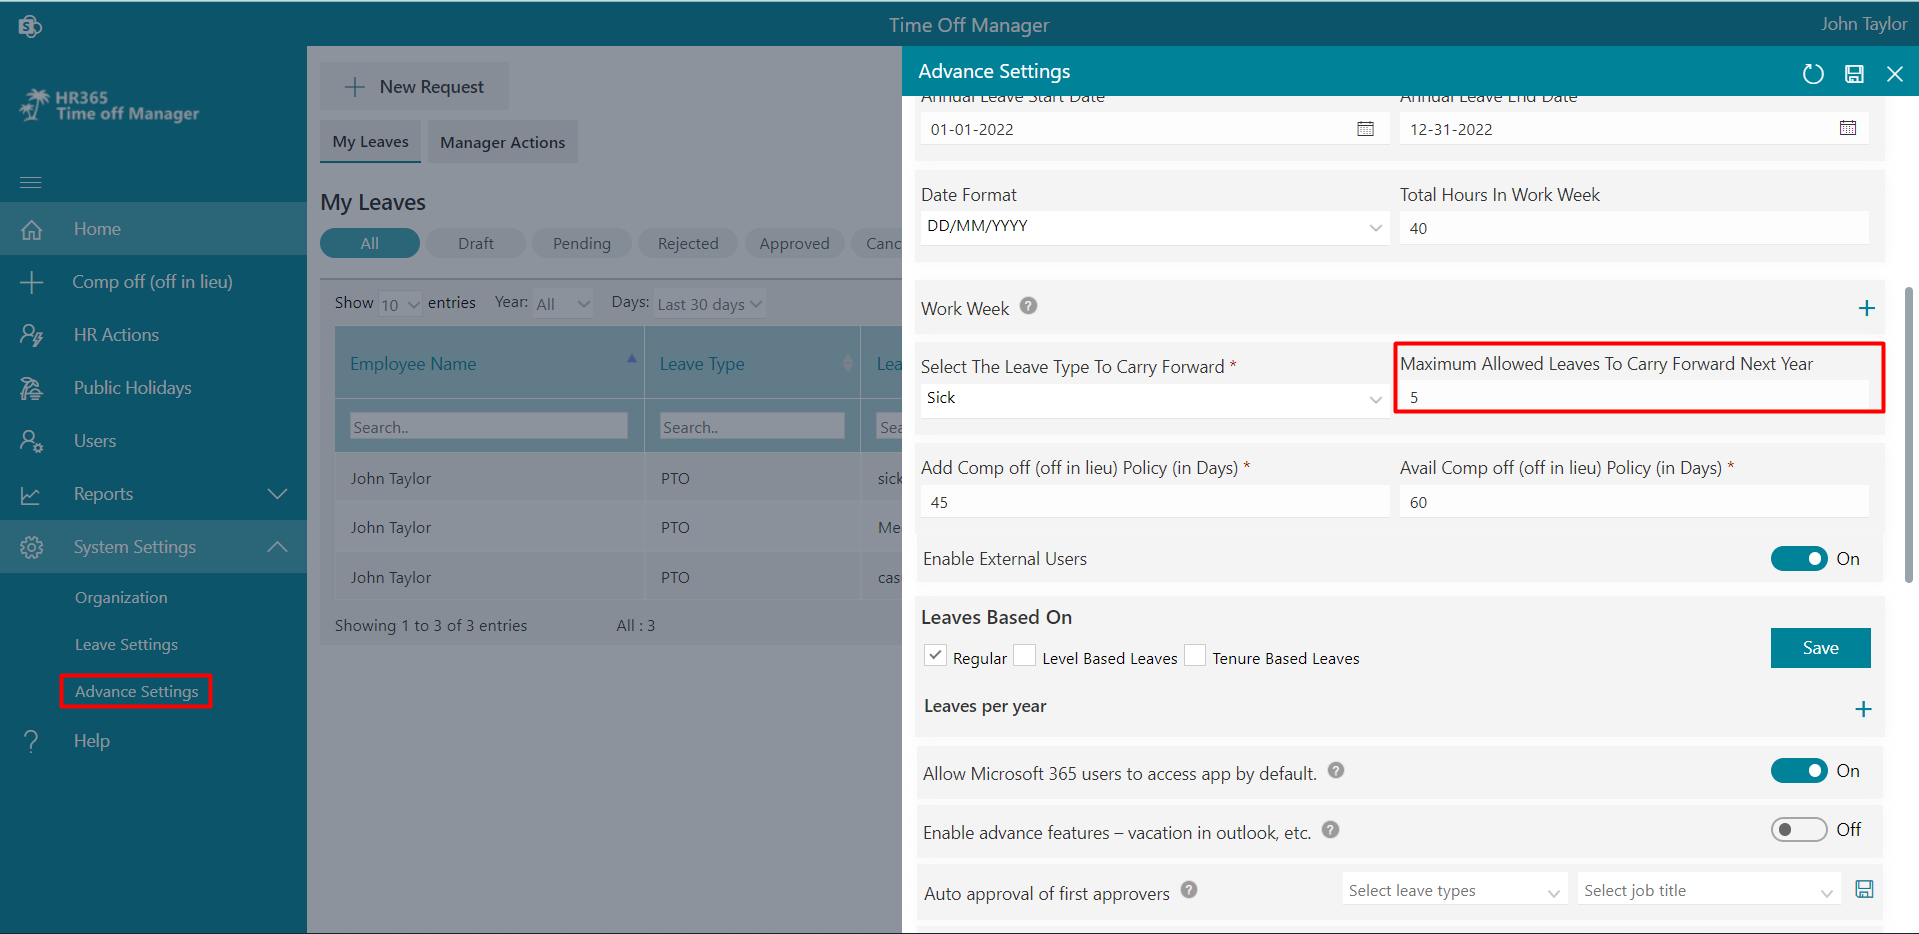 Time Off Manager
John Taylor
HR365
Time off Manager
Home
Comp off (off in lieu)
HR Actions
Public Holidays
Users
Reports
System Settings
Organization
Leave Settings
Advance Settings
Help
New Request
My Leaves
Manager Actions
My Leaves
All
Draft
Pending
Rejected
Approved
Canc
Show 10 entries Year: All Days: Last 30 days
Employee Name
Leave Type
Lea
Search..
Search..
Sea
John Taylor PTO sick
John Taylor PTO Me
John Taylor PTO cas
Showing 1 to 3 of 3 entries All : 3
Advance Settings
Annual Leave Start Date
Annual Leave End Date
01-01-2022
12-31-2022
Date Format
Total Hours In Work Week
DD/MM/YYYY
40
Work Week ?
Select The Leave Type To Carry Forward *
Maximum Allowed Leaves To Carry Forward Next Year
Sick
5
Add Comp off (off in lieu) Policy (in Days) *
Avail Comp off (off in lieu) Policy (in Days) *
45
60
Enable External Users
On
Leaves Based On
Regular
Level Based Leaves
Tenure Based Leaves
Save
Leaves per year
Allow Microsoft 365 users to access app by default. ?
On
Enable advance features – vacation in outlook, etc. ?
Off
Auto approval of first approvers ?
Select leave types
Select job title